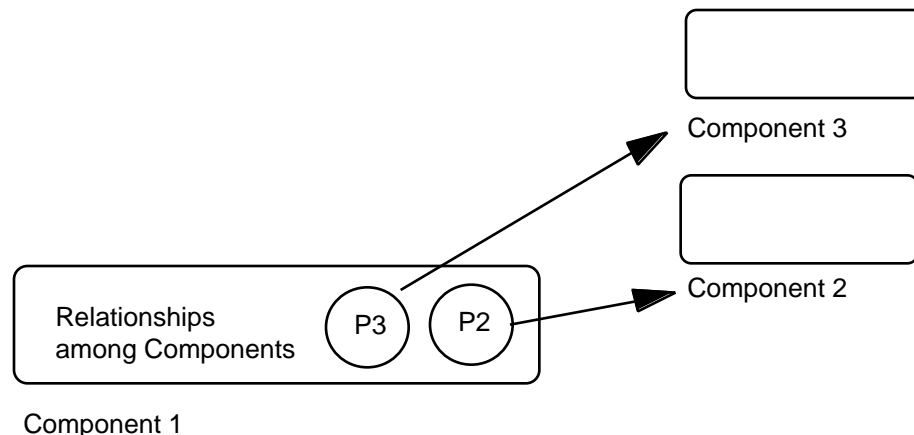 Component 3
Component 2
Relationships
among Components
P3
P2
Component 1